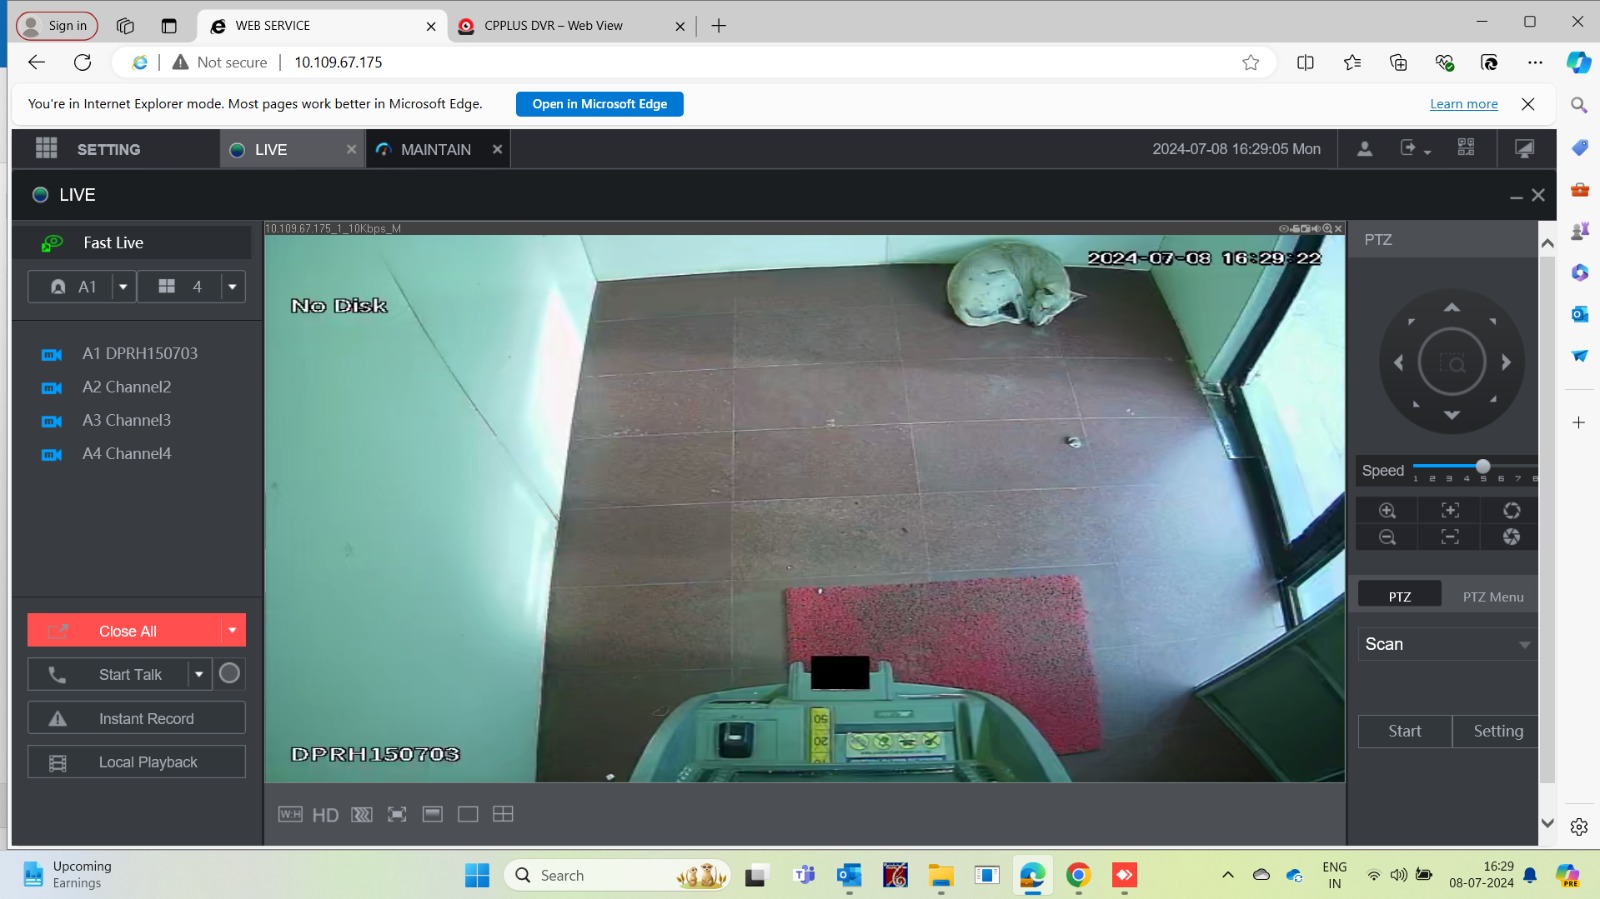 Sign in
WEB SERVICE
CPPLUS DVR – Web View
Not secure
10.109.67.175
You're in Internet Explorer mode. Most pages work better in Microsoft Edge.
Open in Microsoft Edge
Learn more
SETTING
LIVE
MAINTAIN
2024-07-08 16:29:05 Mon
LIVE
Fast Live
10.109.67.175_1_10Kbps_M
PTZ
A1
4
2024-07-08 16:29:22
No Disk
A1 DPRH150703
A2 Channel2
A3 Channel3
A4 Channel4
Speed
1 2 3 4 5 6 7 8
PTZ
PTZ Menu
Close All
Scan
Start Talk
Instant Record
50
20
Start
Setting
DPRH150703
Local Playback
W:H
HD
Upcoming
Earnings
Search
ENG
IN
16:29
08-07-2024
PRE